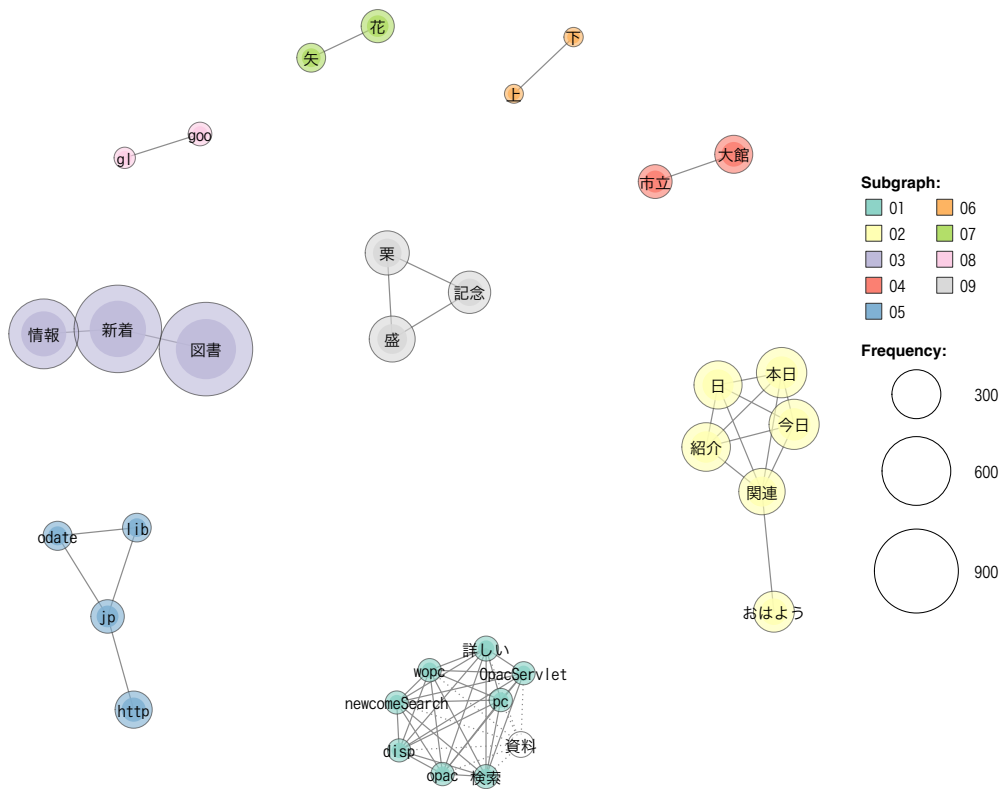 花
矢
下
上
goo
gl
大館
市立
栗
記念
盛
情報
新着
図書
本日
日
今日
紹介
関連
おはよう
lib
odate
jp
http
詳しい
wopc
OpacServlet
newcomeSearch
pc
資料
disp
opac
検索
Subgraph:
01
02
03
04
05
06
07
08
09
Frequency:
300
600
900